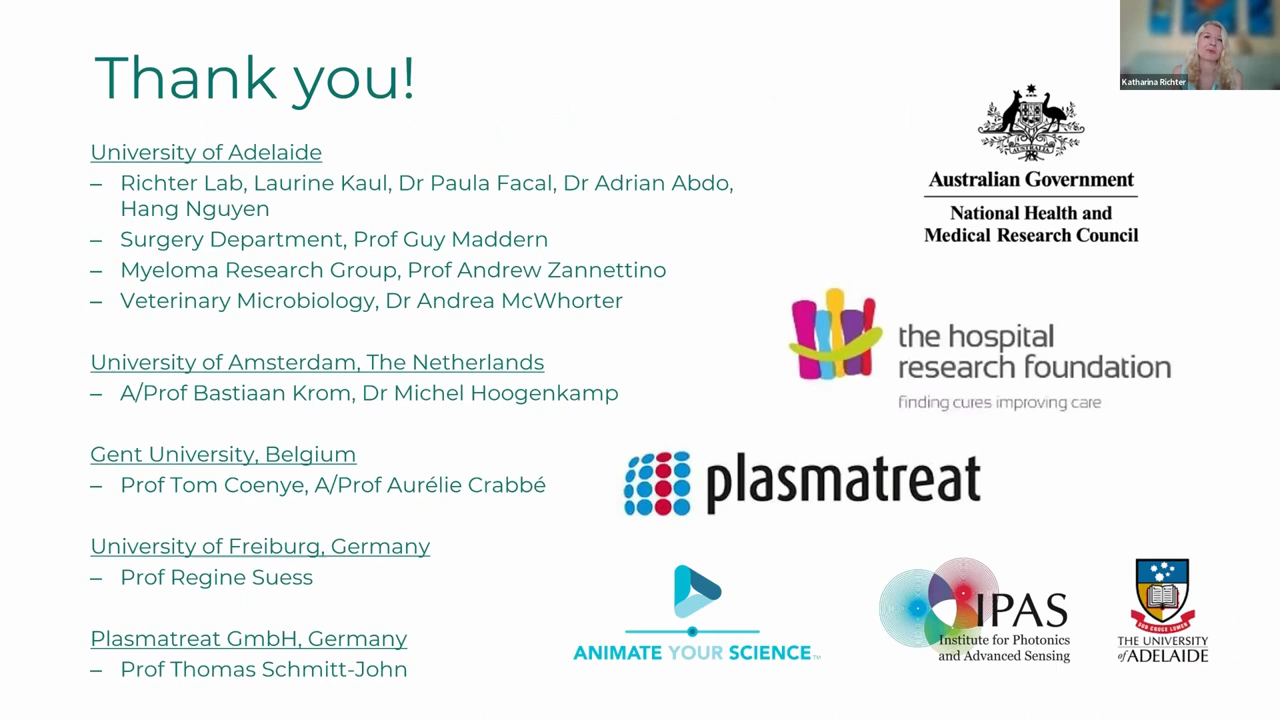 Thank you!
Katharina Richter
University of Adelaide
– Richter Lab, Laurine Kaul, Dr Paula Facal, Dr Adrian Abdo,
Hang Nguyen
– Surgery Department, Prof Guy Maddern
– Myeloma Research Group, Prof Andrew Zannettino
– Veterinary Microbiology, Dr Andrea McWhorter
University of Amsterdam, The Netherlands
– A/Prof Bastiaan Krom, Dr Michel Hoogenkamp
Gent University, Belgium
– Prof Tom Coenye, A/Prof Aurélie Crabbé
University of Freiburg, Germany
– Prof Regine Suess
Plasmatreat GmbH, Germany
– Prof Thomas Schmitt-John
AUSTRALIA
Australian Government
National Health and
Medical Research Council
the hospital
research foundation
finding cures improving care
plasmatreat
ANIMATE YOUR SCIENCE™
IPAS
Institute for Photonics
and Advanced Sensing
SUB CRUCE LUMEN
THE UNIVERSITY
of ADELAIDE